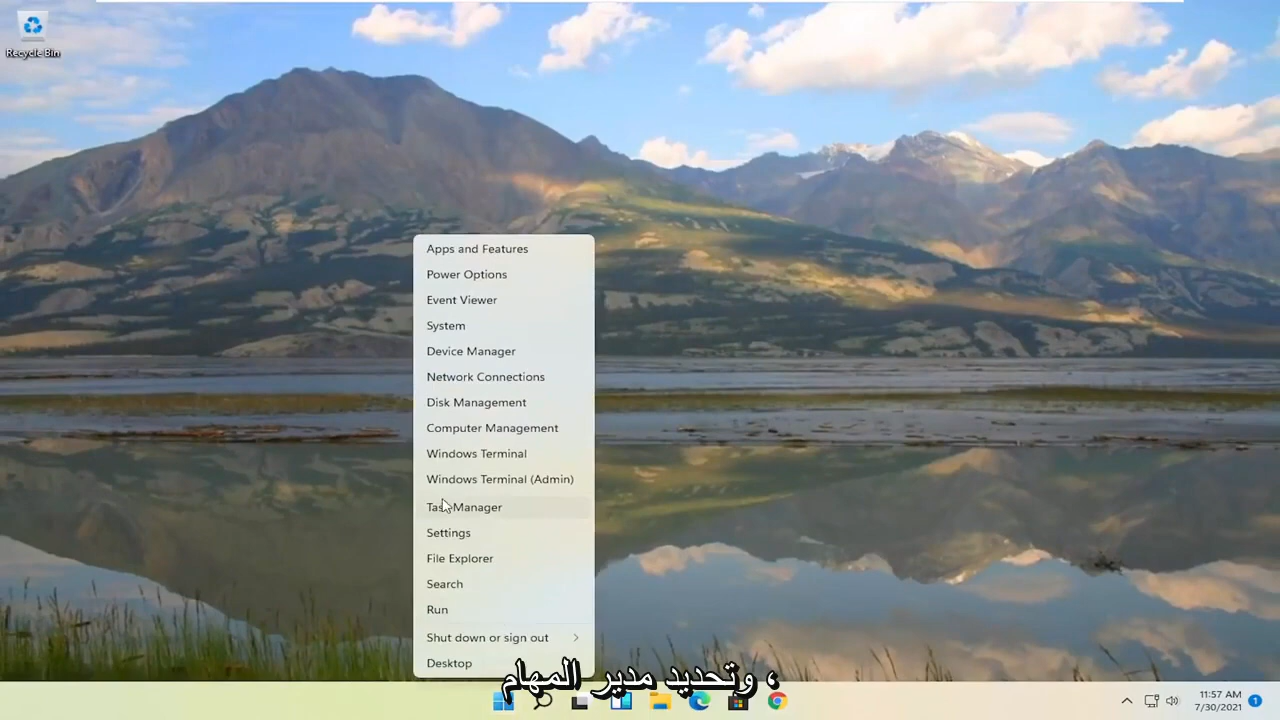 Recycle Bin
Apps and Features
Power Options
Event Viewer
System
Device Manager
Network Connections
Disk Management
Computer Management
Windows Terminal
Windows Terminal (Admin)
Task Manager
Settings
File Explorer
Search
Run
Shut down or sign out
Desktop
، وتحديد مدير المهام
11:57 AM
7/30/2021
1